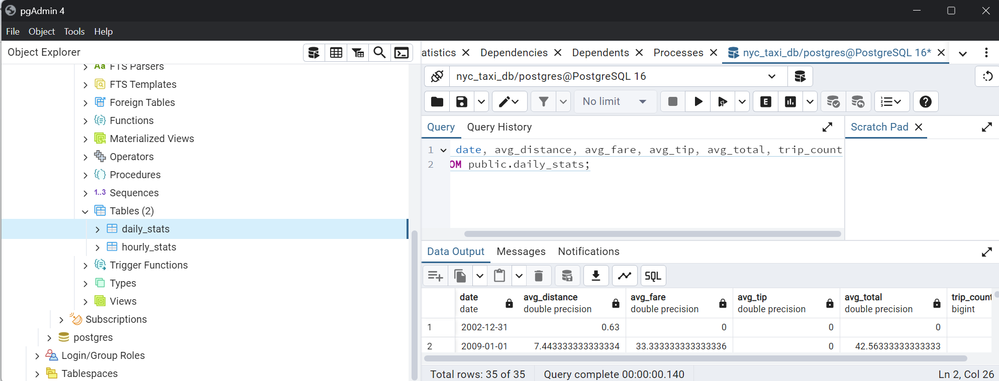 pgAdmin 4
File Object Tools Help
Object Explorer
FTS Parsers
FTS Templates
Foreign Tables
Functions
Materialized Views
Operators
Procedures
1..3 Sequences
Tables (2)
daily_stats
hourly_stats
Trigger Functions
Types
Views
Subscriptions
postgres
Login/Group Roles
Tablespaces
atistics Dependencies Dependents Processes nyc_taxi_db/postgres@PostgreSQL 16*
nyc_taxi_db/postgres@PostgreSQL 16
No limit E
Query Query History Scratch Pad
1 date, avg_distance, avg_fare, avg_tip, avg_total, trip_count
2 OM public.daily_stats;
Data Output Messages Notifications
SQL
date avg_distance avg_fare avg_tip avg_total trip_count
date double precision double precision double precision double precision bigint
1 2002-12-31 0.63 0 0 0
2 2009-01-01 7.443333333333334 33.333333333333336 0 42.56333333333333
Total rows: 35 of 35 Query complete 00:00:00.140 Ln 2, Col 26